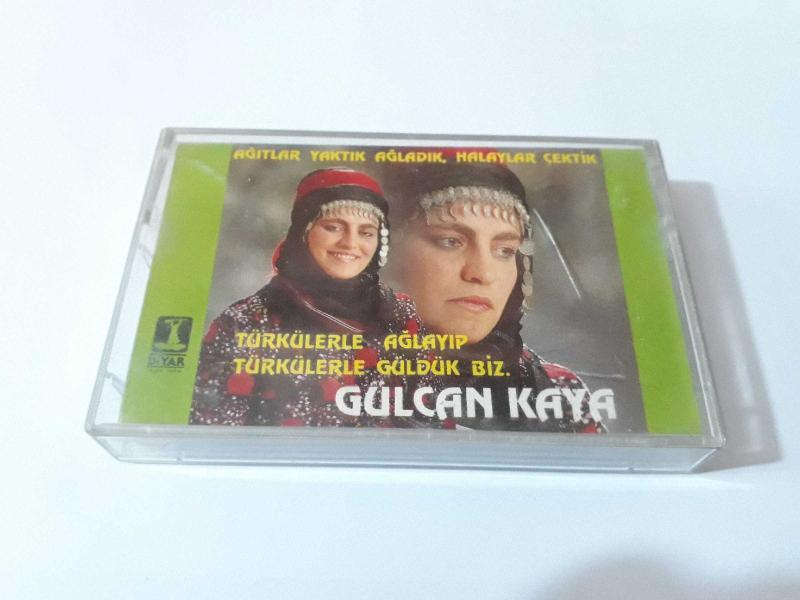 AĞITLAR YAKTIK AĞLADIK, HALAYLAR ÇEKTİK
TÜRKÜLERLE AĞLAYIP
TÜRKÜLERLE GÜLDÜK BİZ.
GÜLCAN KAYA
DİYAR